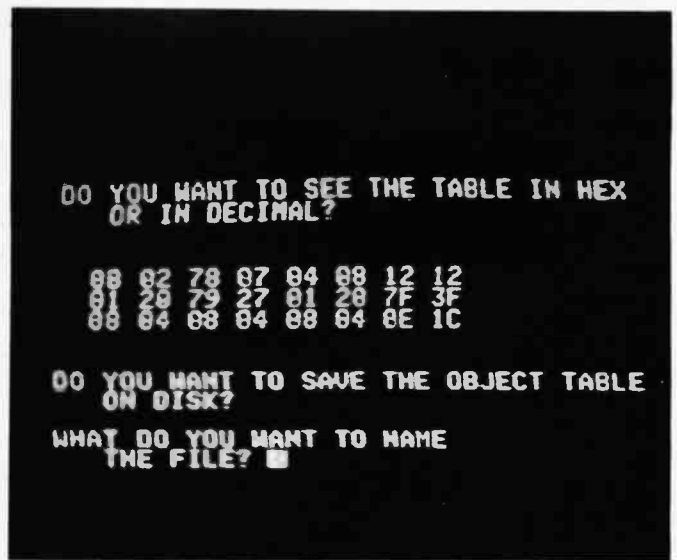 DO YOU WANT TO SEE THE TABLE IN HEX
OR IN DECIMAL?
08 02 78 07 04 08 12 12
01 20 79 27 01 20 7F 3F
08 04 08 04 08 04 0E 1C
DO YOU WANT TO SAVE THE OBJECT TABLE
ON DISK?
WHAT DO YOU WANT TO NAME
THE FILE?